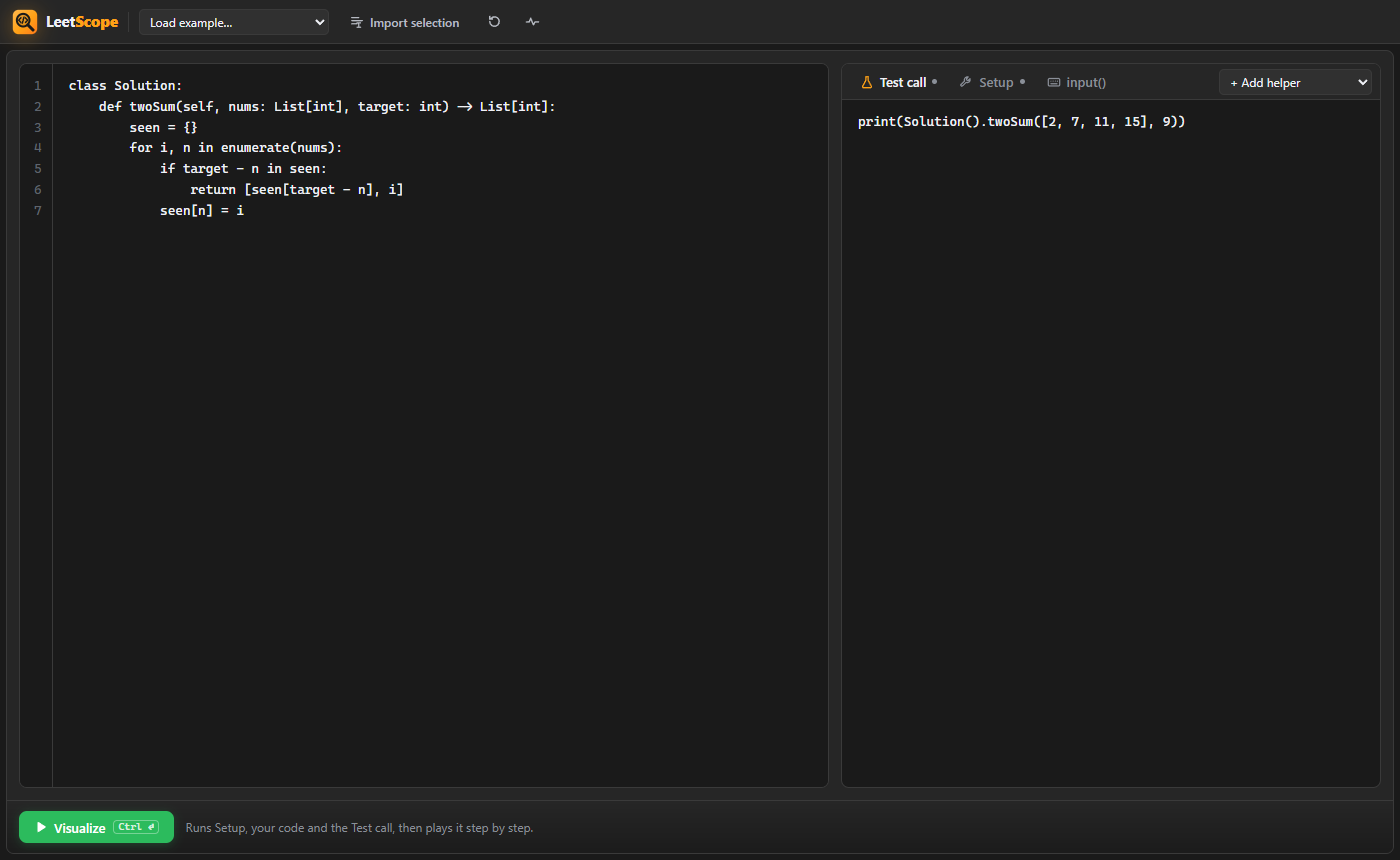 LeetScope
Load example...
Import selection
1 class Solution:
2     def twoSum(self, nums: List[int], target: int) -> List[int]:
3         seen = {}
4         for i, n in enumerate(nums):
5             if target - n in seen:
6                 return [seen[target - n], i]
7             seen[n] = i
Test call
Setup
input()
+ Add helper
print(Solution().twoSum([2, 7, 11, 15], 9))
Visualize Ctrl ⏎
Runs Setup, your code and the Test call, then plays it step by step.